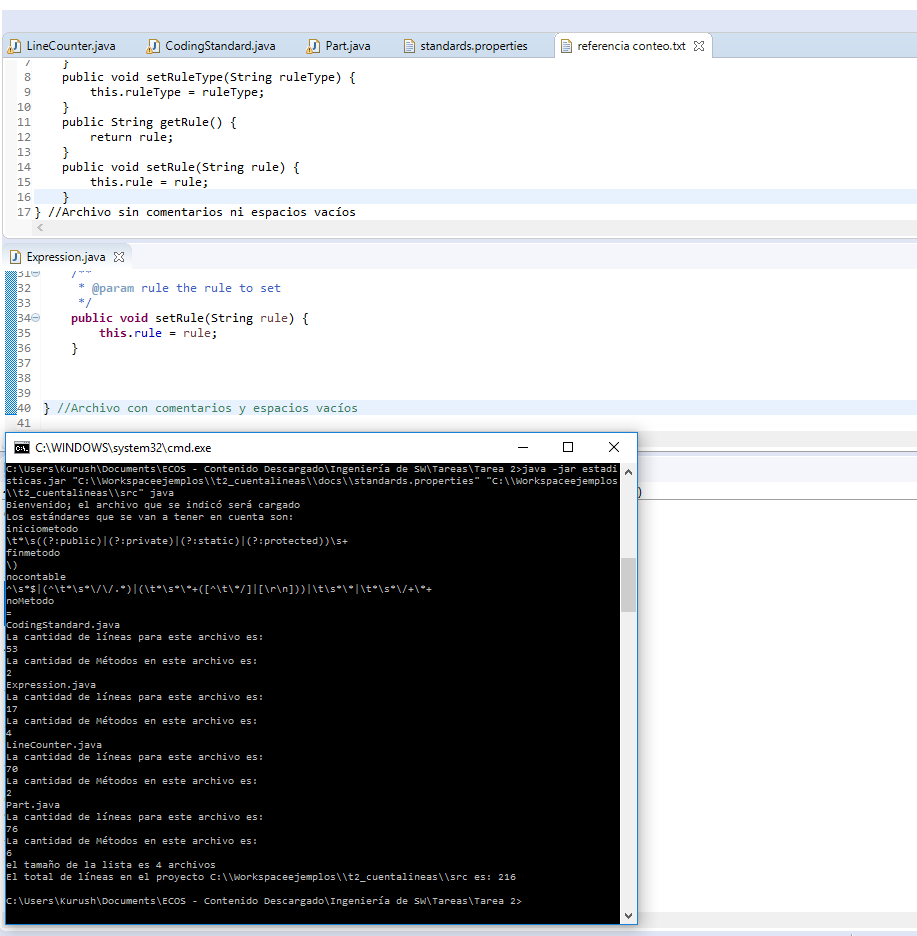 LineCounter.java CodingStandard.java Part.java standards.properties referencia conteo.txt
7 }
8 public void setRuleType(String ruleType) {
9 this.ruleType = ruleType;
10 }
11 public String getRule() {
12 return rule;
13 }
14 public void setRule(String rule) {
15 this.rule = rule;
16 }
17 } //Archivo sin comentarios ni espacios vacíos
Expression.java
31 /**
32 * @param rule the rule to set
33 */
34 public void setRule(String rule) {
35 this.rule = rule;
36 }
37
38
39
40 } //Archivo con comentarios y espacios vacíos
41
C:\WINDOWS\system32\cmd.exe
C:\Users\Kurush\Documents\ECOS - Contenido Descargado\Ingeniería de SW\Tareas\Tarea 2>java -jar estadi
sticas.jar "C:\\Workspaceejemplos\\t2_cuentalineas\\docs\\standards.properties" "C:\\Workspaceejemplos
\\t2_cuentalineas\\src" java
Bienvenido; el archivo que se indicó será cargado
Los estándares que se van a tener en cuenta son:
iniciometodo
\t*\s((?:public)|(?:private)|(?:static)|(?:protected))\s+
finmetodo
\)
nocontable
^\s*$|(^\t*\s*\/\/.*)|(\t*\s*\*+([^\t\*/]|[\r\n]))|\t\s*\*|\t*\s*\/+\*+
noMetodo
=
CodingStandard.java
La cantidad de líneas para este archivo es:
53
La cantidad de Métodos en este archivo es:
2
Expression.java
La cantidad de líneas para este archivo es:
17
La cantidad de Métodos en este archivo es:
4
LineCounter.java
La cantidad de líneas para este archivo es:
70
La cantidad de Métodos en este archivo es:
2
Part.java
La cantidad de líneas para este archivo es:
76
La cantidad de Métodos en este archivo es:
6
el tamaño de la lista es 4 archivos
El total de líneas en el proyecto C:\\Workspaceejemplos\\t2_cuentalineas\\src es: 216
C:\Users\Kurush\Documents\ECOS - Contenido Descargado\Ingeniería de SW\Tareas\Tarea 2>